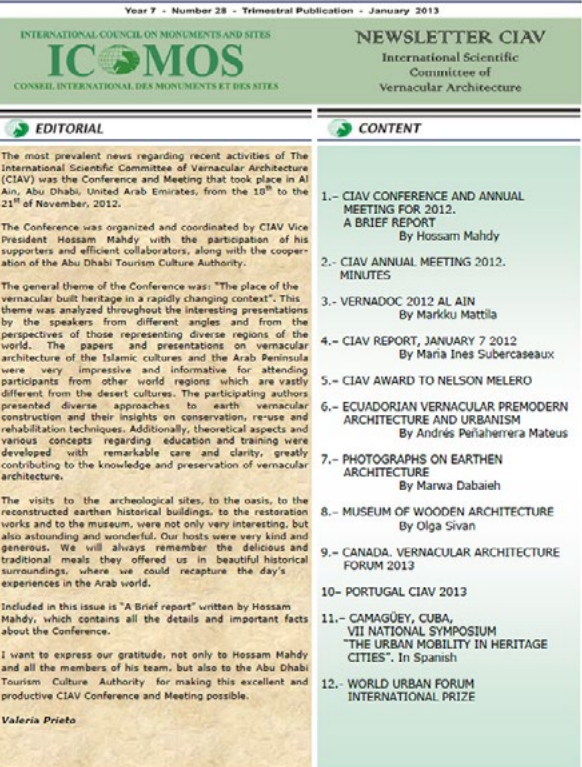 Year 7 - Number 28 - Trimestral Publication - January 2013
INTERNATIONAL COUNCIL ON MONUMENTS AND SITES
ICOMOS
CONSEIL INTERNATIONAL DES MONUMENTS ET DES SITES
NEWSLETTER CIAV
International Scientific
Committee of
Vernacular Architecture
EDITORIAL
The most prevalent news regarding recent activities of The
International Scientific Committee of Vernacular Architecture
(CIAV) was the Conference and Meeting that took place in Al
Ain, Abu Dhabi, United Arab Emirates, from the 18th to the
21st of November, 2012.
The Conference was organized and coordinated by CIAV Vice
President Hossam Mahdy with the participation of his
supporters and efficient collaborators, along with the cooper-
ation of the Abu Dhabi Tourism Culture Authority.
The general theme of the Conference was: "The place of the
vernacular built heritage in a rapidly changing context". This
theme was analyzed throughout the interesting presentations
by the speakers from different angles and from the
perspectives of those representing diverse regions of the
world. The papers and presentations on vernacular
architecture of the Islamic cultures and the Arab Peninsula
were very impressive and informative for attending
participants from other world regions which are vastly
different from the desert cultures. The participating authors
presented diverse approaches to earth vernacular
construction and their insights on conservation, re-use and
rehabilitation techniques. Additionally, theoretical aspects and
various concepts regarding education and training were
developed with remarkable care and clarity, greatly
contributing to the knowledge and preservation of vernacular
architecture.
The visits to the archeological sites, to the oasis, to the
reconstructed earthen historical buildings, to the restoration
works and to the museum, were not only very interesting, but
also astounding and wonderful. Our hosts were very kind and
generous. We will always remember the delicious and
traditional meals they offered us in beautiful historical
surroundings, where we could recapture the day's
experiences in the Arab world.
Included in this issue is "A Brief report" written by Hossam
Mahdy, which contains all the details and important facts
about the Conference.
I want to express our gratitude, not only to Hossam Mahdy
and all the members of his team, but also to the Abu Dhabi
Tourism Culture Authority for making this excellent and
productive CIAV Conference and Meeting possible.
Valeria Prieto
CONTENT
1.- CIAV CONFERENCE AND ANNUAL
MEETING FOR 2012.
A BRIEF REPORT
By Hossam Mahdy
2.- CIAV ANNUAL MEETING 2012.
MINUTES
3.- VERNADOC 2012 AL AIN
By Markku Mattila
4.- CIAV REPORT, JANUARY 7 2012
By Maria Ines Subercaseaux
5.- CIAV AWARD TO NELSON MELERO
6.- ECUADORIAN VERNACULAR PREMODERN
ARCHITECTURE AND URBANISM
By Andrés Peñaherrera Mateus
7.- PHOTOGRAPHS ON EARTHEN
ARCHITECTURE
By Marwa Dabaieh
8.- MUSEUM OF WOODEN ARCHITECTURE
By Olga Sivan
9.- CANADA. VERNACULAR ARCHITECTURE
FORUM 2013
10- PORTUGAL CIAV 2013
11.- CAMAGÜEY, CUBA,
VII NATIONAL SYMPOSIUM
"THE URBAN MOBILITY IN HERITAGE
CITIES". In Spanish
12.- WORLD URBAN FORUM
INTERNATIONAL PRIZE